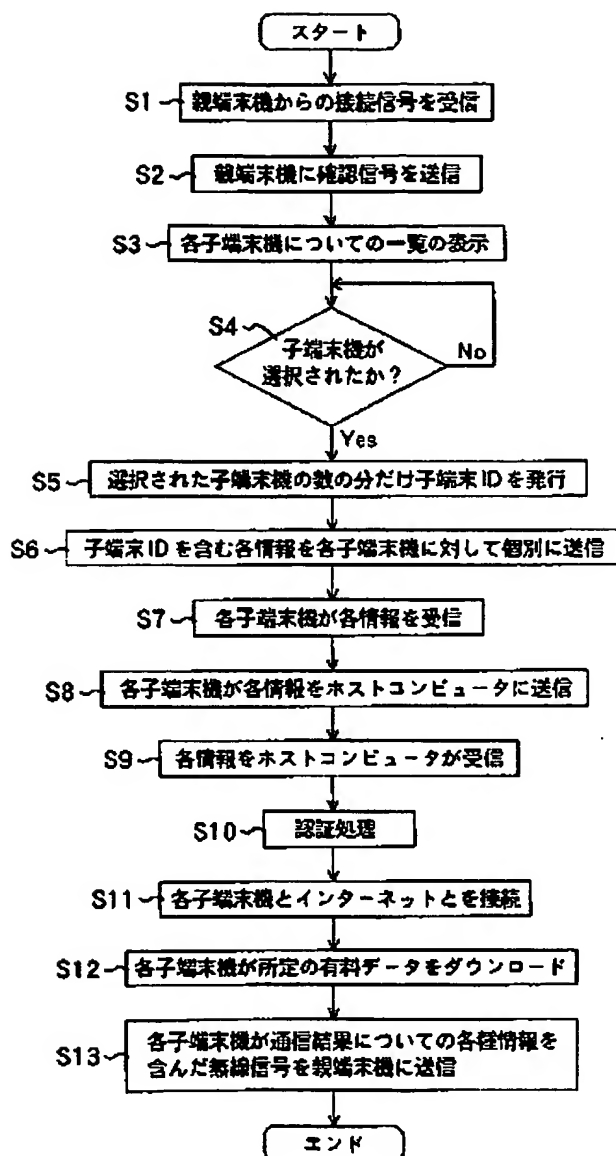 スタート
S1
親端末機からの接続信号を受信
S2
親端末機に確認信号を送信
S3
各子端末機についての一覧の表示
S4
子端末機が
選択されたか？
No
Yes
S5
選択された子端末機の数の分だけ子端末IDを発行
S6
子端末IDを含む各情報を各子端末機に対して個別に送信
S7
各子端末機が各情報を受信
S8
各子端末機が各情報をホストコンピュータに送信
S9
各情報をホストコンピュータが受信
S10
認証処理
S11
各子端末機とインターネットとを接続
S12
各子端末機が所定の有料データをダウンロード
S13
各子端末機が通信結果についての各種情報を
含んだ無線信号を親端末機に送信
エンド